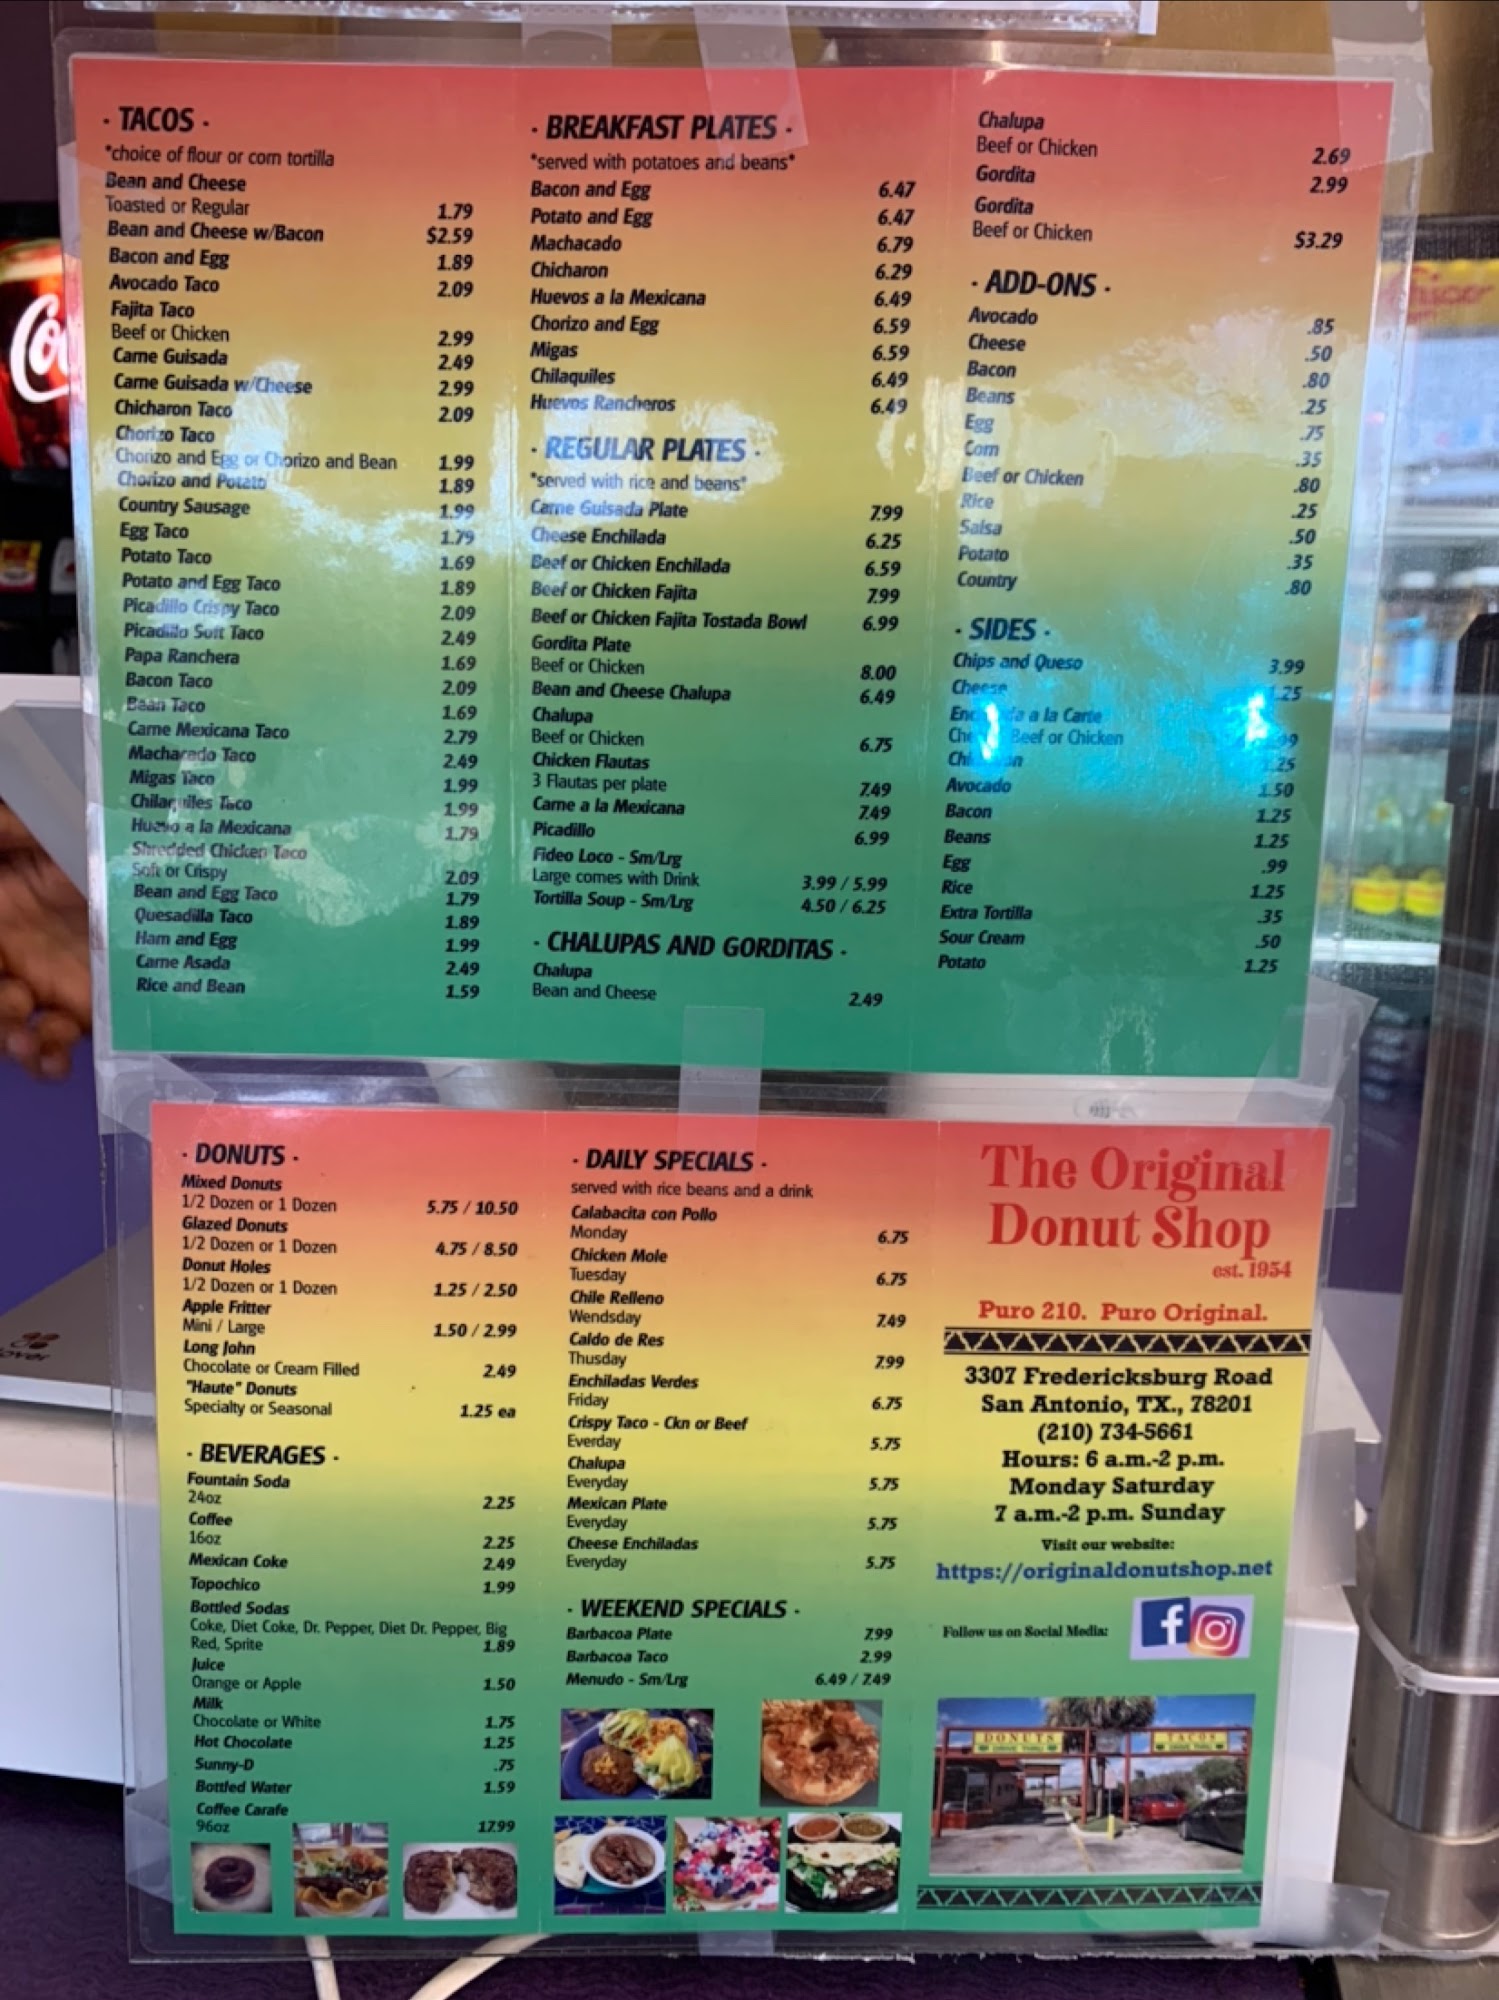 · TACOS ·
*choice of flour or corn tortilla
Bean and Cheese
Toasted or Regular 1.79
Bean and Cheese w/Bacon $2.59
Bacon and Egg 1.89
Avocado Taco 2.09
Fajita Taco
Beef or Chicken 2.99
Carne Guisada 2.49
Carne Guisada w/Cheese 2.99
Chicharon Taco 2.09
Chorizo Taco
Chorizo and Egg or Chorizo and Bean 1.99
Chorizo and Potato 1.89
Country Sausage 1.99
Egg Taco 1.79
Potato Taco 1.69
Potato and Egg Taco 1.89
Picadillo Crispy Taco 2.09
Picadillo Soft Taco 2.49
Papa Ranchera 1.69
Bacon Taco 2.09
Bean Taco 1.69
Carne Mexicana Taco 2.79
Machacado Taco 2.49
Migas Taco 1.99
Chilaquiles Taco 1.99
Huevo a la Mexicana 1.79
Shredded Chicken Taco
Soft or Crispy 2.09
Bean and Egg Taco 1.79
Quesadilla Taco 1.89
Ham and Egg 1.99
Carne Asada 2.49
Rice and Bean 1.59
· BREAKFAST PLATES ·
*served with potatoes and beans*
Bacon and Egg 6.47
Potato and Egg 6.47
Machacado 6.79
Chicharon 6.29
Huevos a la Mexicana 6.49
Chorizo and Egg 6.59
Migas 6.59
Chilaquiles 6.49
Huevos Rancheros 6.49
· REGULAR PLATES ·
*served with rice and beans*
Carne Guisada Plate 7.99
Cheese Enchilada 6.25
Beef or Chicken Enchilada 6.59
Beef or Chicken Fajita 7.99
Beef or Chicken Fajita Tostada Bowl 6.99
Gordita Plate
Beef or Chicken 8.00
Bean and Cheese Chalupa 6.49
Chalupa
Beef or Chicken 6.75
Chicken Flautas
3 Flautas per plate 7.49
Carne a la Mexicana 7.49
Picadillo 6.99
Fideo Loco - Sm/Lrg
Large comes with Drink 3.99 / 5.99
Tortilla Soup - Sm/Lrg 4.50 / 6.25
· CHALUPAS AND GORDITAS ·
Chalupa
Bean and Cheese 2.49
Chalupa
Beef or Chicken 2.69
Gordita 2.99
Gordita
Beef or Chicken $3.29
· ADD-ONS ·
Avocado .85
Cheese .50
Bacon .80
Beans .25
Egg .75
Corn .35
Beef or Chicken .80
Rice .25
Salsa .50
Potato .35
Country .80
· SIDES ·
Chips and Queso 3.99
Cheese 1.25
a la Carte
Beef or Chicken
1.25
Avocado 1.50
Bacon 1.25
Beans 1.25
Egg .99
Rice 1.25
Extra Tortilla .35
Sour Cream .50
Potato 1.25
· DONUTS ·
Mixed Donuts
1/2 Dozen or 1 Dozen 5.75 / 10.50
Glazed Donuts
1/2 Dozen or 1 Dozen 4.75 / 8.50
Donut Holes
1/2 Dozen or 1 Dozen 1.25 / 2.50
Apple Fritter
Mini / Large 1.50 / 2.99
Long John
Chocolate or Cream Filled 2.49
"Haute" Donuts
Specialty or Seasonal 1.25 ea
· BEVERAGES ·
Fountain Soda
24oz 2.25
Coffee
16oz 2.25
Mexican Coke 2.49
Topochico 1.99
Bottled Sodas
Coke, Diet Coke, Dr. Pepper, Diet Dr. Pepper, Big
Red, Sprite 1.89
Juice
Orange or Apple 1.50
Milk
Chocolate or White 1.75
Hot Chocolate 1.25
Sunny-D .75
Bottled Water 1.59
Coffee Carafe
96oz 17.99
· DAILY SPECIALS ·
served with rice beans and a drink
Calabacita con Pollo
Monday 6.75
Chicken Mole
Tuesday 6.75
Chile Relleno
Wendsday 7.49
Caldo de Res
Thusday 7.99
Enchiladas Verdes
Friday 6.75
Crispy Taco - Ckn or Beef
Everday 5.75
Chalupa
Everyday 5.75
Mexican Plate
Everyday 5.75
Cheese Enchiladas
Everyday 5.75
· WEEKEND SPECIALS ·
Barbacoa Plate 7.99
Barbacoa Taco 2.99
Menudo - Sm/Lrg 6.49 / 7.49
The Original
Donut Shop
est. 1954
Puro 210. Puro Original.
3307 Fredericksburg Road
San Antonio, TX., 78201
(210) 734-5661
Hours: 6 a.m.-2 p.m.
Monday Saturday
7 a.m.-2 p.m. Sunday
Visit our website:
https://originaldonutshop.net
Follow us on Social Media:
DONUTS
TACOS